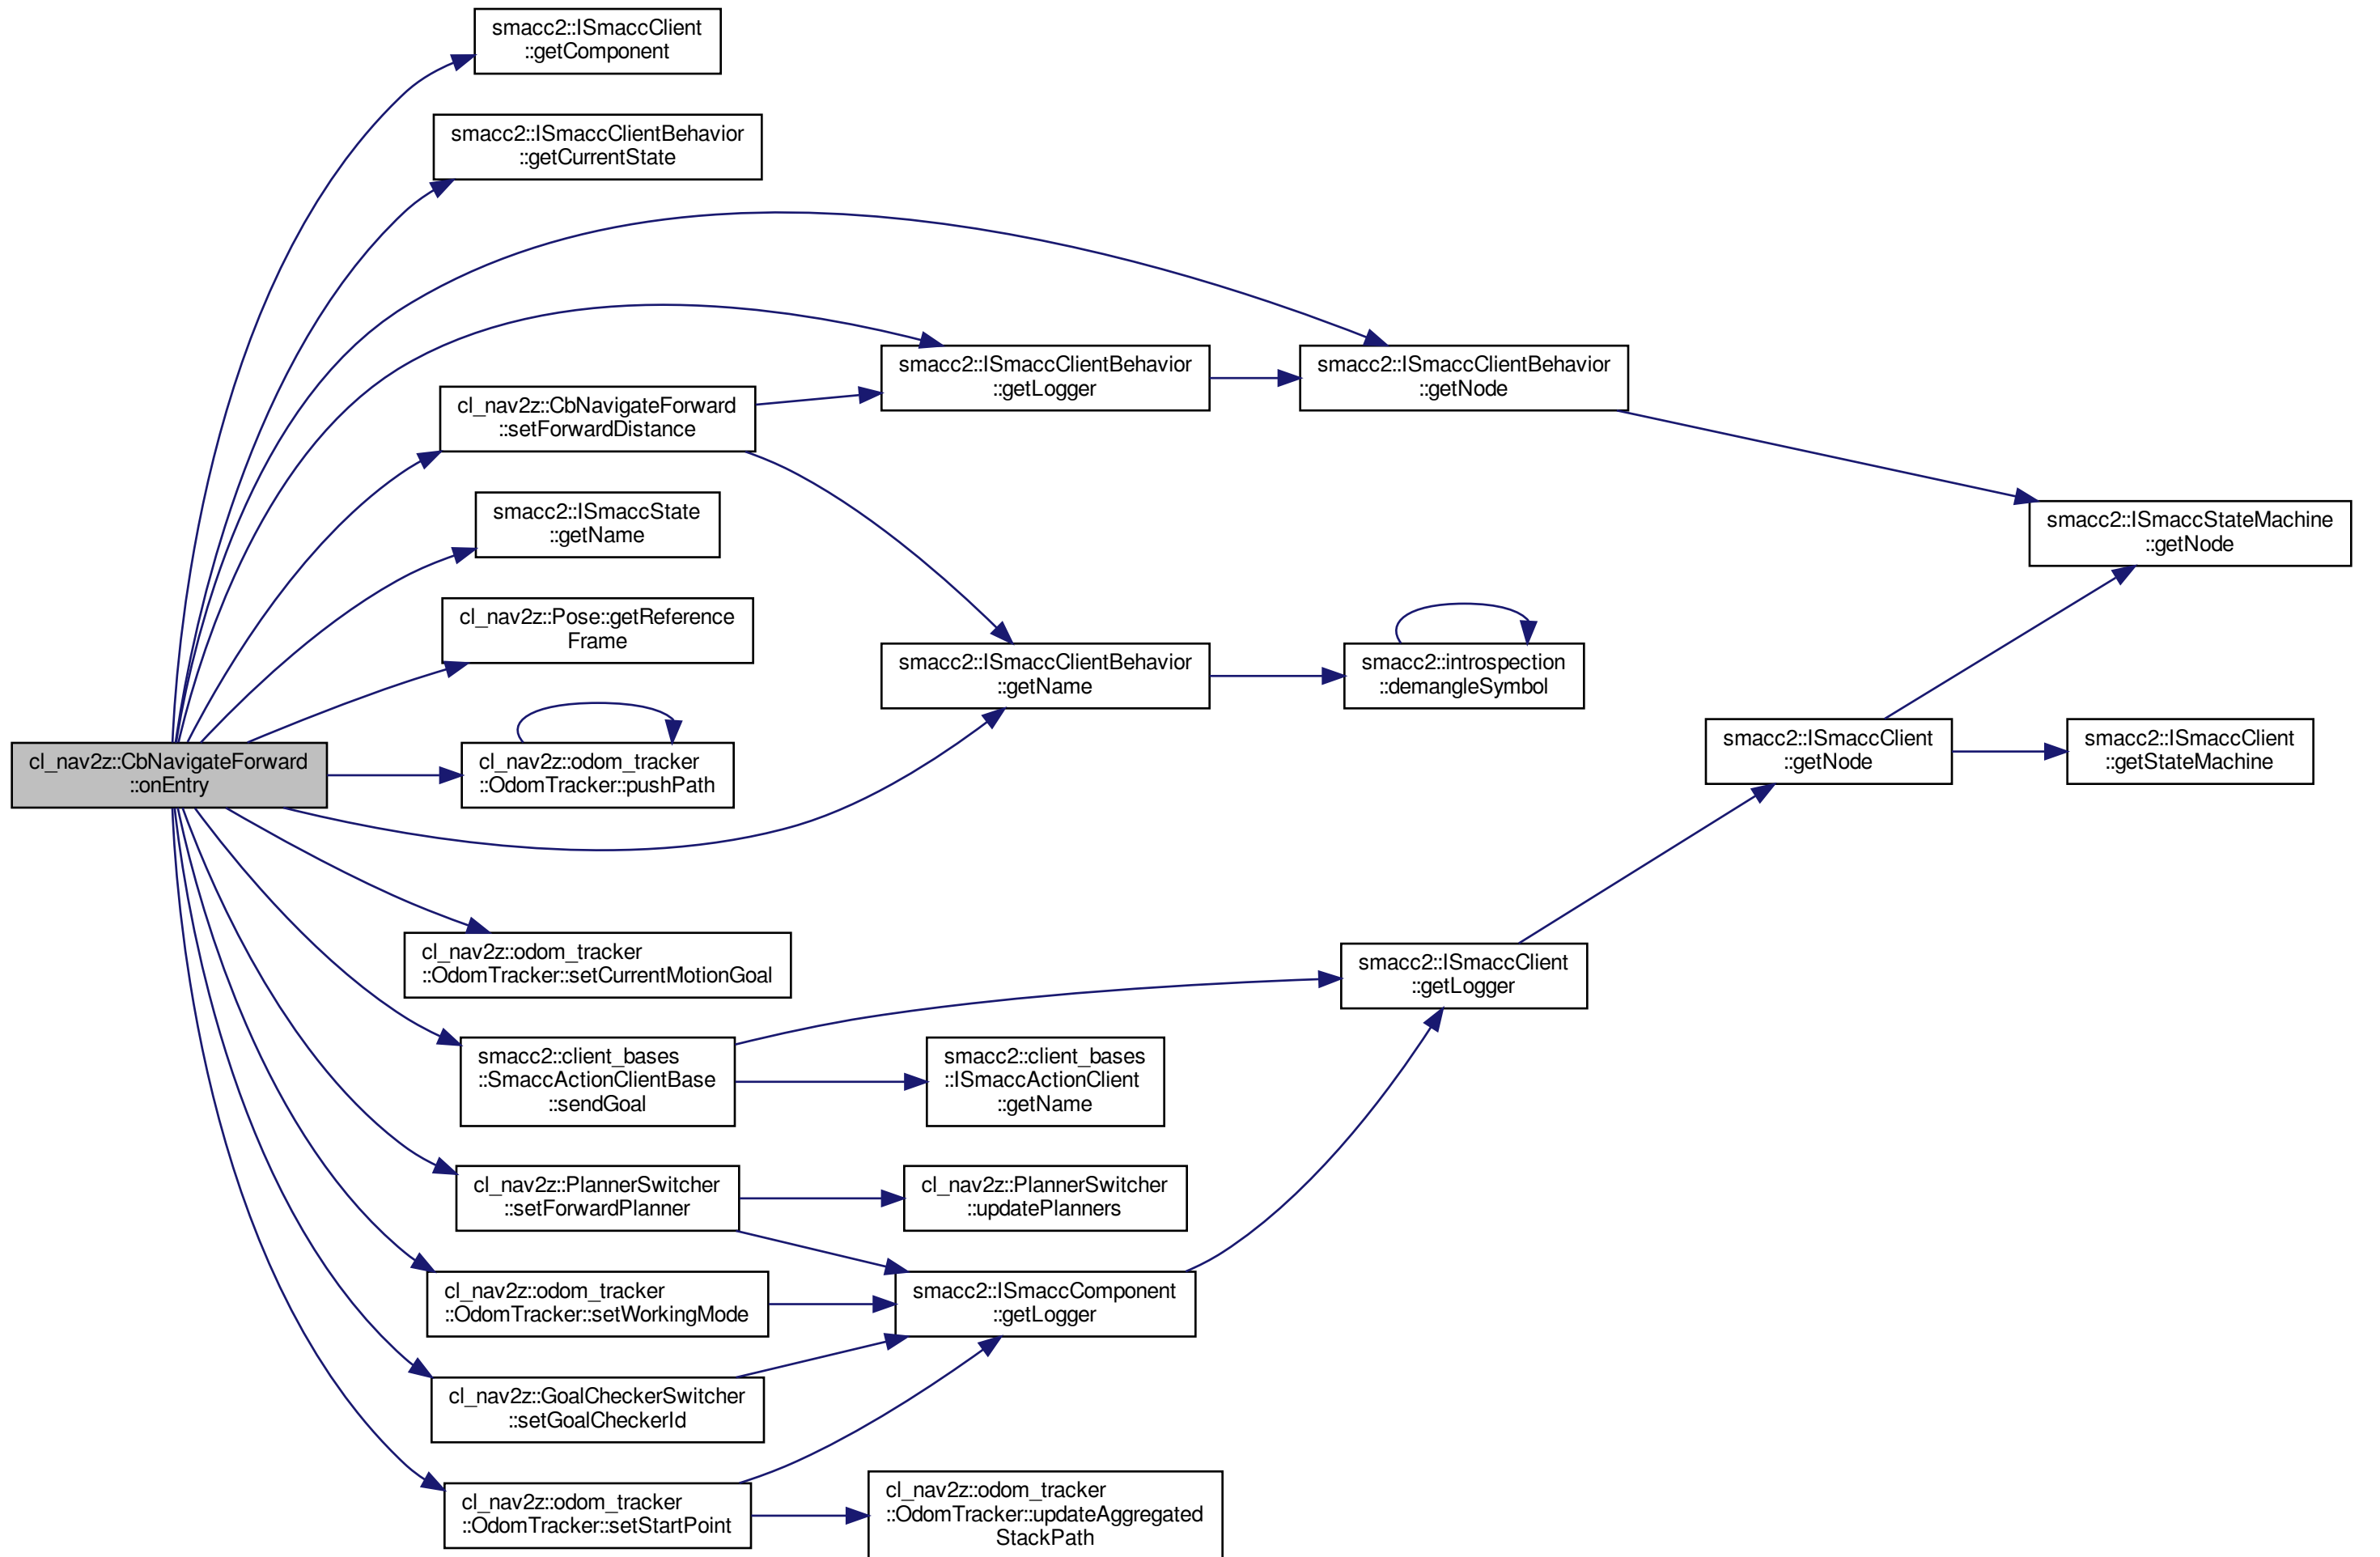 smacc2::ISmaccClient
::getComponent
smacc2::ISmaccClientBehavior
::getCurrentState
smacc2::ISmaccClientBehavior
::getLogger
smacc2::ISmaccClientBehavior
::getNode
cl_nav2z::CbNavigateForward
::setForwardDistance
smacc2::ISmaccState
::getName
smacc2::ISmaccStateMachine
::getNode
cl_nav2z::Pose::getReference
Frame
smacc2::ISmaccClientBehavior
::getName
smacc2::introspection
::demangleSymbol
cl_nav2z::CbNavigateForward
::onEntry
cl_nav2z::odom_tracker
::OdomTracker::pushPath
smacc2::ISmaccClient
::getNode
smacc2::ISmaccClient
::getStateMachine
cl_nav2z::odom_tracker
::OdomTracker::setCurrentMotionGoal
smacc2::ISmaccClient
::getLogger
smacc2::client_bases
::SmaccActionClientBase
::sendGoal
smacc2::client_bases
::ISmaccActionClient
::getName
cl_nav2z::PlannerSwitcher
::setForwardPlanner
cl_nav2z::PlannerSwitcher
::updatePlanners
cl_nav2z::odom_tracker
::OdomTracker::setWorkingMode
smacc2::ISmaccComponent
::getLogger
cl_nav2z::GoalCheckerSwitcher
::setGoalCheckerId
cl_nav2z::odom_tracker
::OdomTracker::setStartPoint
cl_nav2z::odom_tracker
::OdomTracker::updateAggregated
StackPath